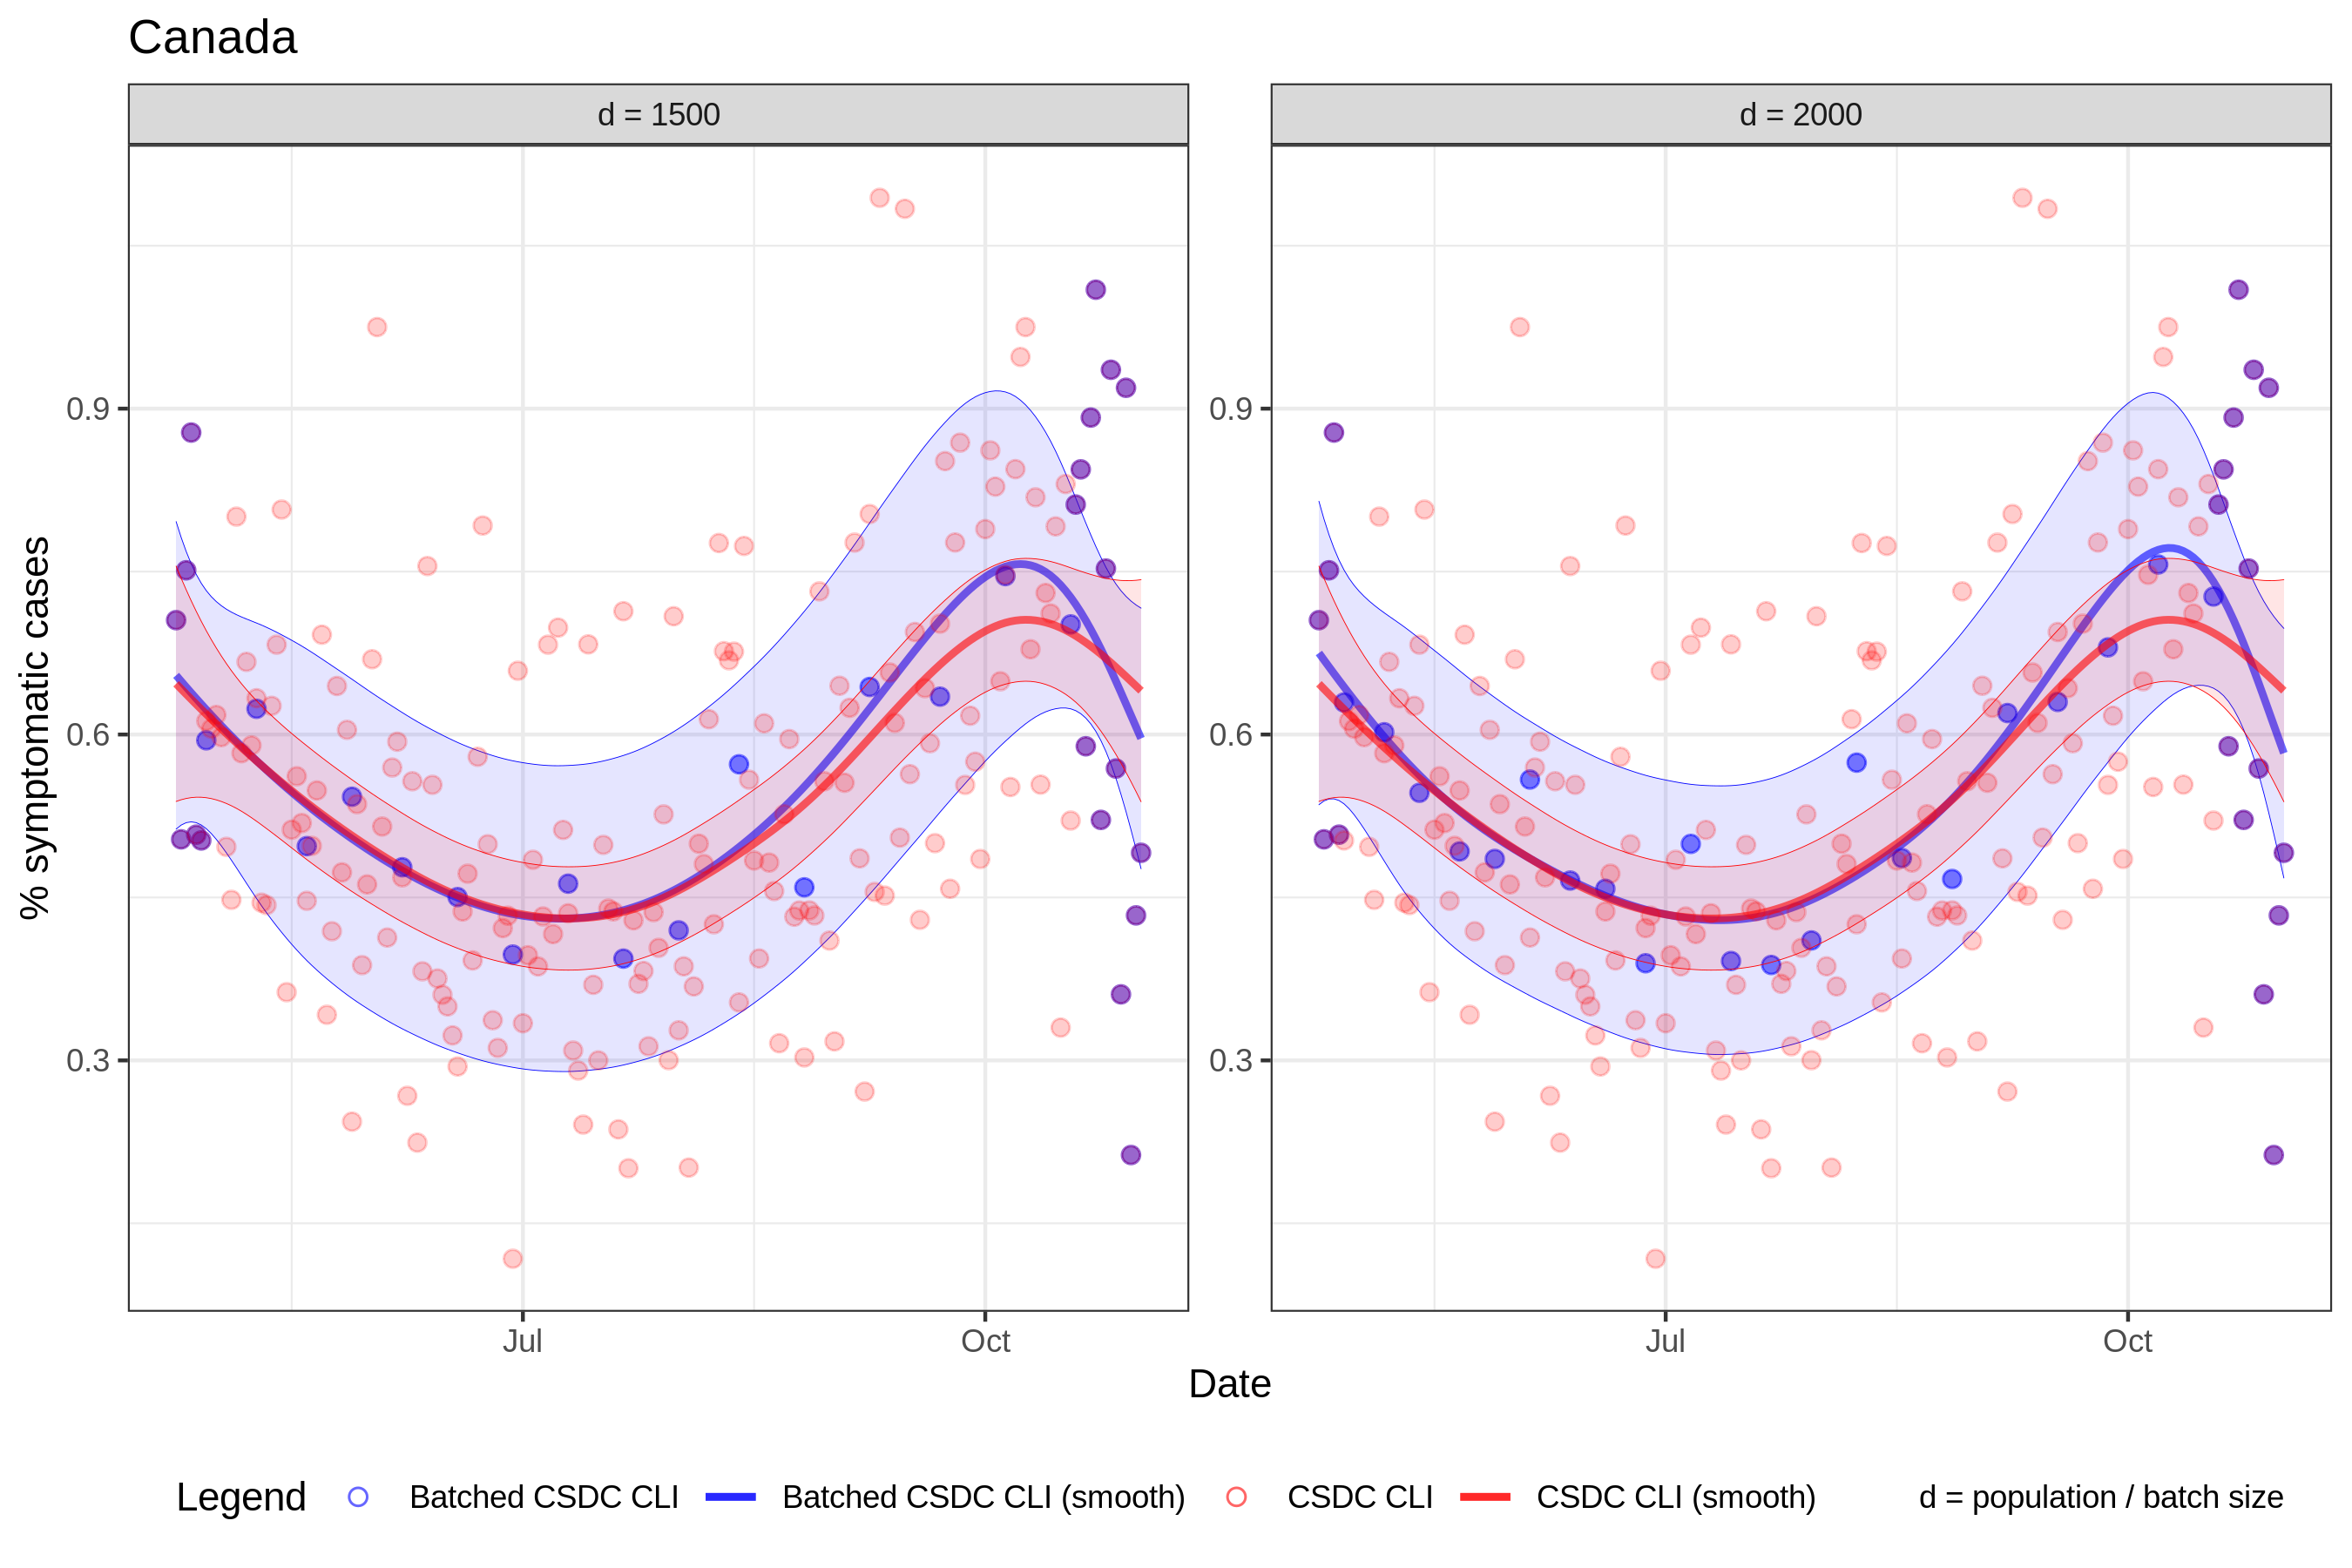 Canada
d = 1500
d = 2000
% symptomatic cases
0.9
0.6
0.3
0.9
0.6
0.3
Jul
Oct
Jul
Oct
Date
Legend
Batched CSDC CLI
Batched CSDC CLI (smooth)
CSDC CLI
CSDC CLI (smooth)
d = population / batch size